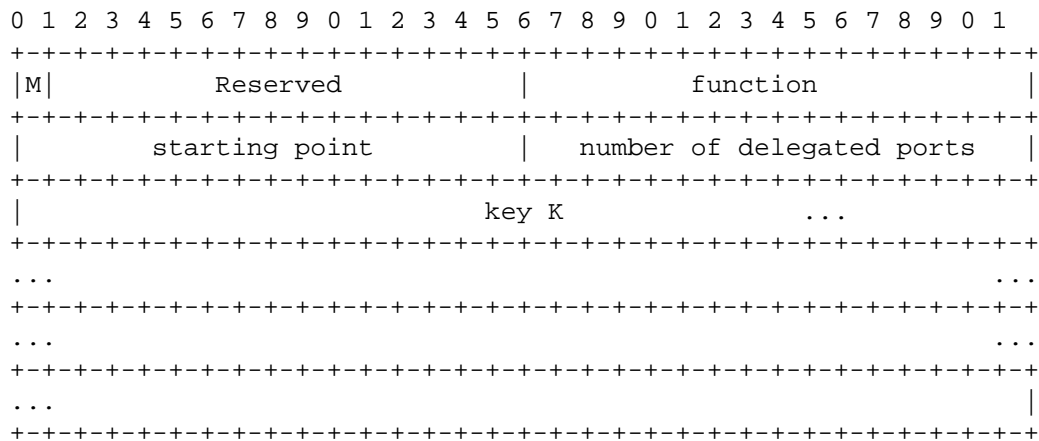 0 1 2 3 4 5 6 7 8 9 0 1 2 3 4 5 6 7 8 9 0 1 2 3 4 5 6 7 8 9 0 1
+-+-+-+-+-+-+-+-+-+-+-+-+-+-+-+-+-+-+-+-+-+-+-+-+-+-+-+-+-+-+-+-+
|M|          Reserved           |           function            |
+-+-+-+-+-+-+-+-+-+-+-+-+-+-+-+-+-+-+-+-+-+-+-+-+-+-+-+-+-+-+-+-+
|        starting point         |   number of delegated ports   |
+-+-+-+-+-+-+-+-+-+-+-+-+-+-+-+-+-+-+-+-+-+-+-+-+-+-+-+-+-+-+-+-+
|                             key K               ...
+-+-+-+-+-+-+-+-+-+-+-+-+-+-+-+-+-+-+-+-+-+-+-+-+-+-+-+-+-+-+-+-+
...                                                           ...
+-+-+-+-+-+-+-+-+-+-+-+-+-+-+-+-+-+-+-+-+-+-+-+-+-+-+-+-+-+-+-+-+
...                                                           ...
+-+-+-+-+-+-+-+-+-+-+-+-+-+-+-+-+-+-+-+-+-+-+-+-+-+-+-+-+-+-+-+-+
...                                                             |
+-+-+-+-+-+-+-+-+-+-+-+-+-+-+-+-+-+-+-+-+-+-+-+-+-+-+-+-+-+-+-+-+